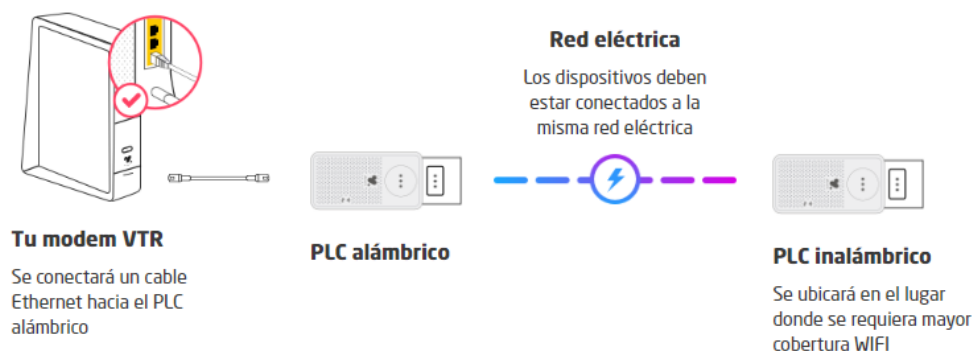 Red eléctrica
Los dispositivos deben
estar conectados a la
misma red eléctrica
Tu modem VTR
Se conectará un cable
Ethernet hacia el PLC
alámbrico
PLC alámbrico
PLC inalámbrico
Se ubicará en el lugar
donde se requiera mayor
cobertura WIFI